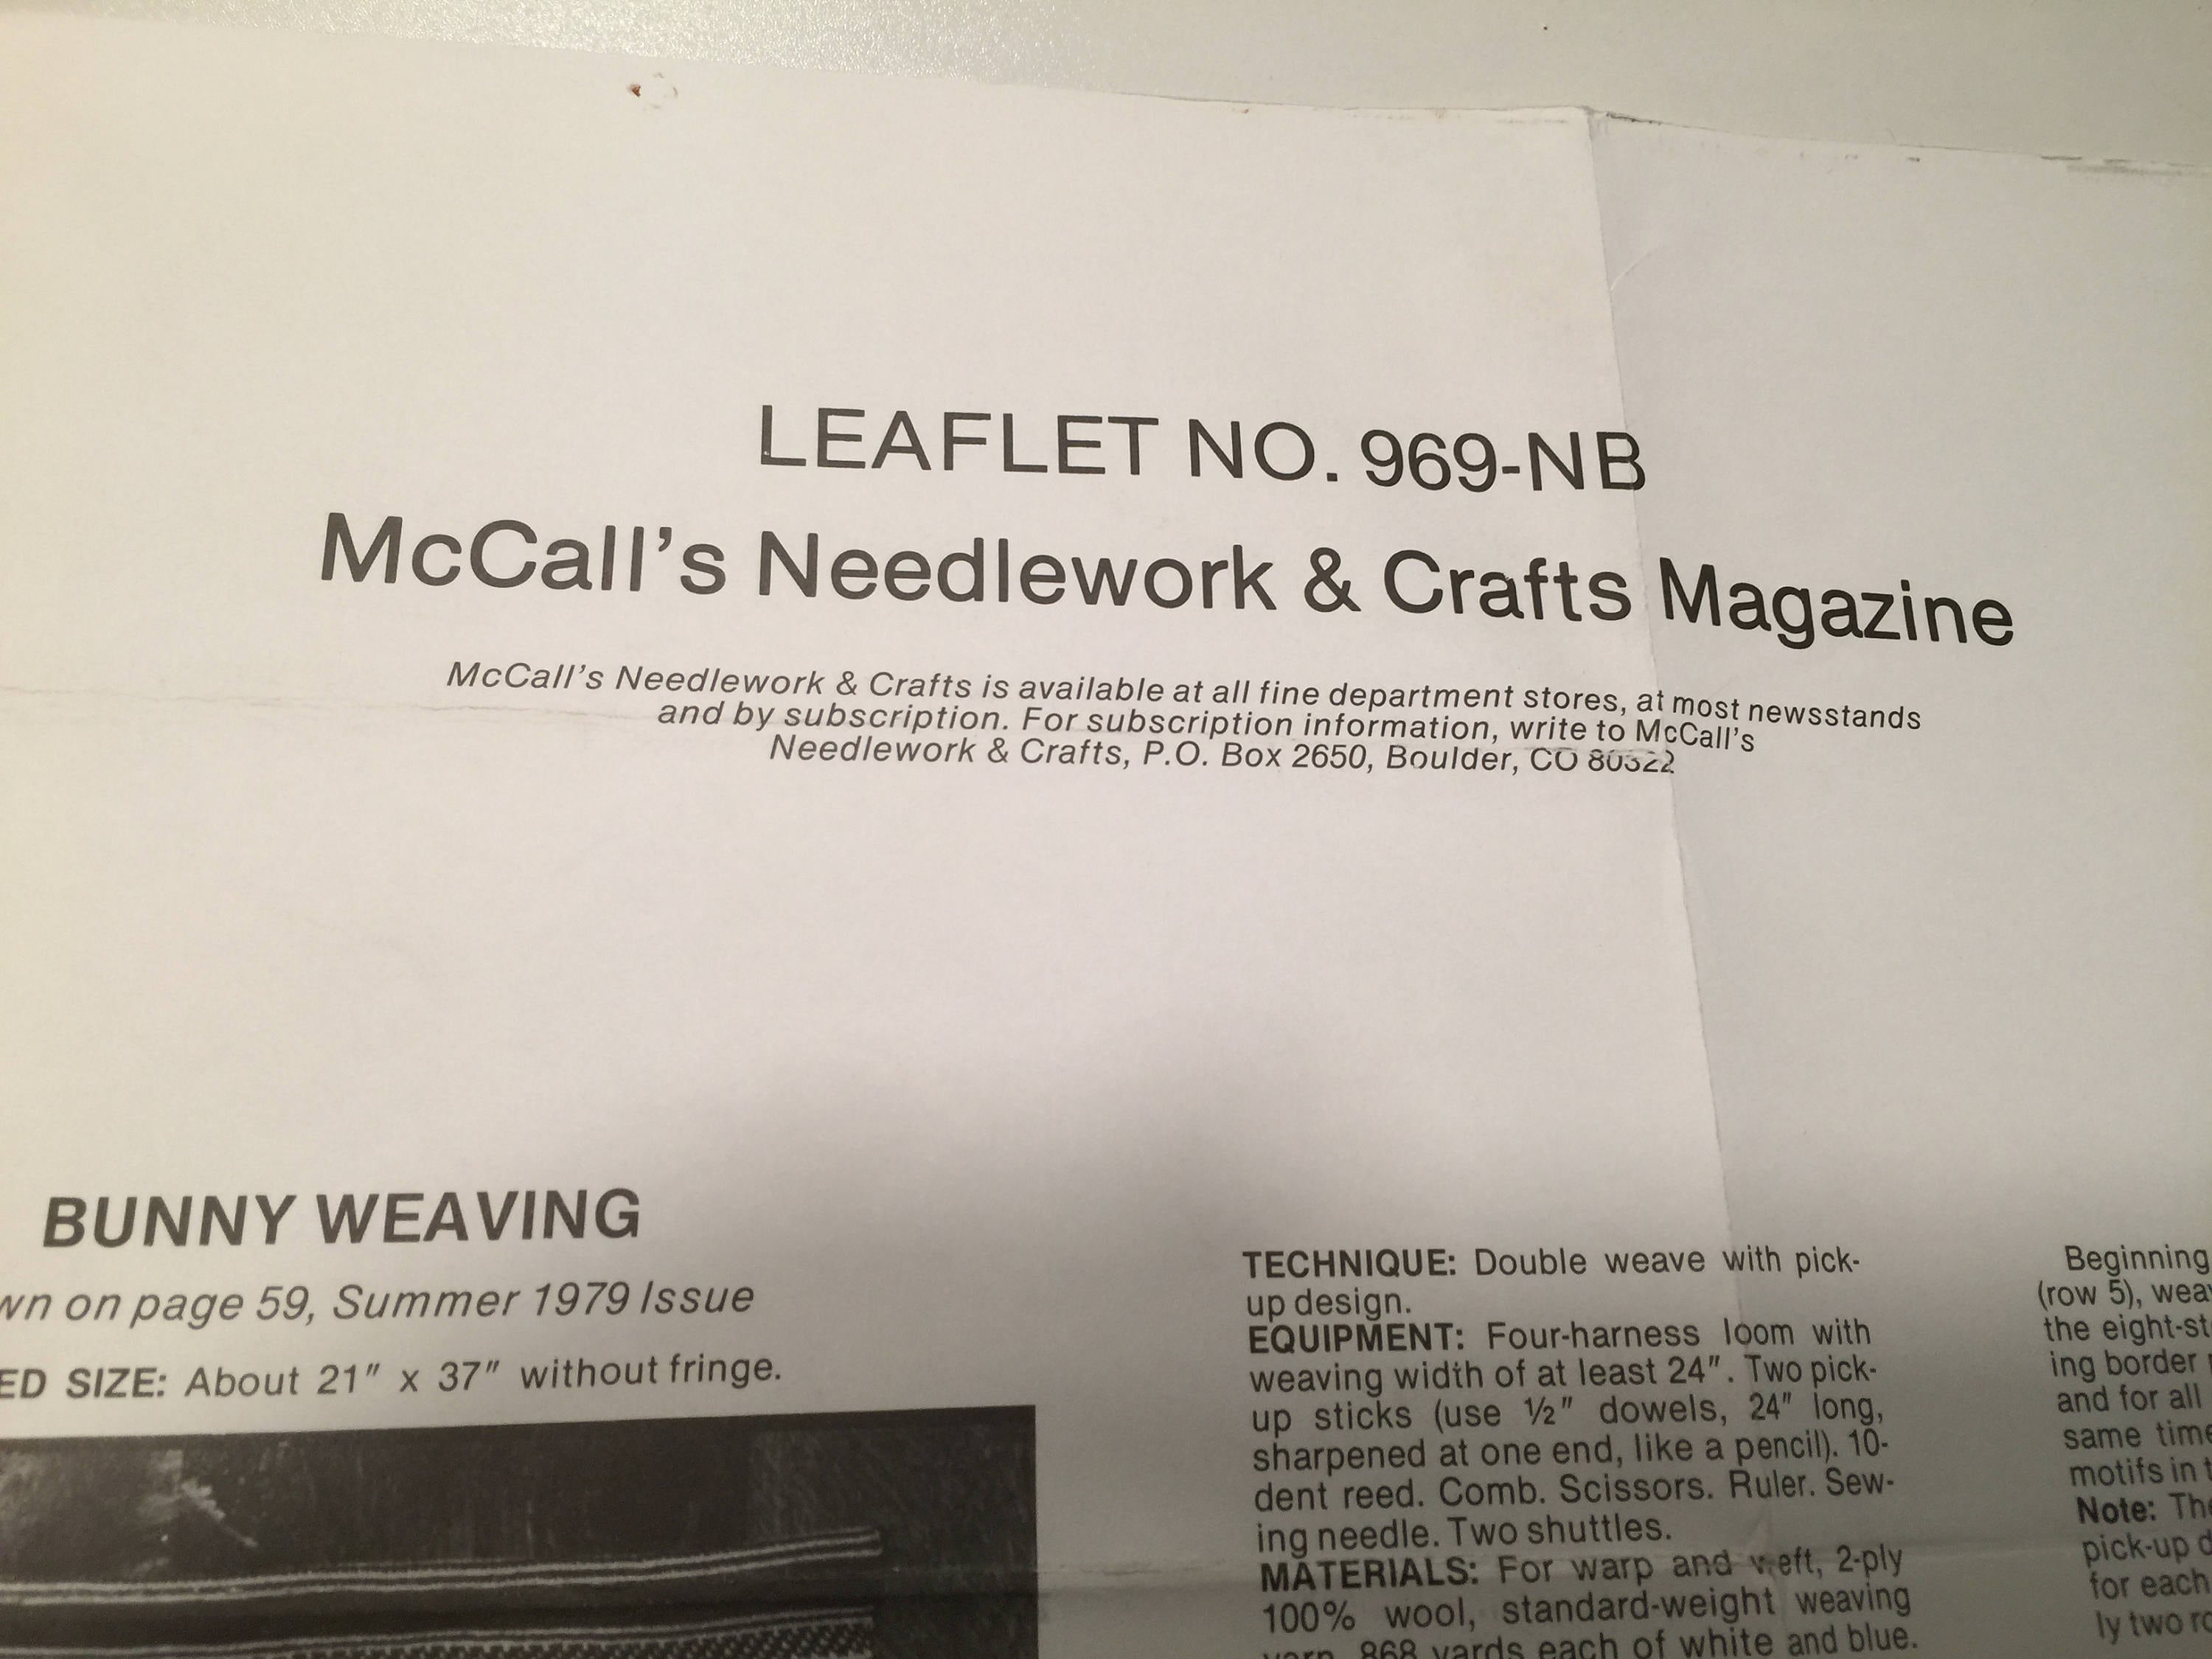 LEAFLET NO. 969-NB
McCall's Needlework & Crafts Magazine
McCall's Needlework & Crafts is available at all fine department stores, at most newsstands
and by subscription. For subscription information, write to McCall's
Needlework & Crafts, P.O. Box 2650, Boulder, CO 80322
BUNNY WEAVING
on page 59, Summer 1979 Issue
SIZE: About 21" x 37" without fringe.
TECHNIQUE: Double weave with pick-
up design.
EQUIPMENT: Four-harness loom with
weaving width of at least 24". Two pick-
up sticks (use ½" dowels, 24" long,
sharpened at one end, like a pencil). 10-
dent reed. Comb. Scissors. Ruler. Sew-
ing needle. Two shuttles.
MATERIALS: For warp and weft, 2-ply
100% wool, standard-weight weaving
yarn, 868 yards each of white and blue.
Beginning
(row 5),
the
ing border
and for all
same
motifs in
Note:
pick-up
for each
ly two